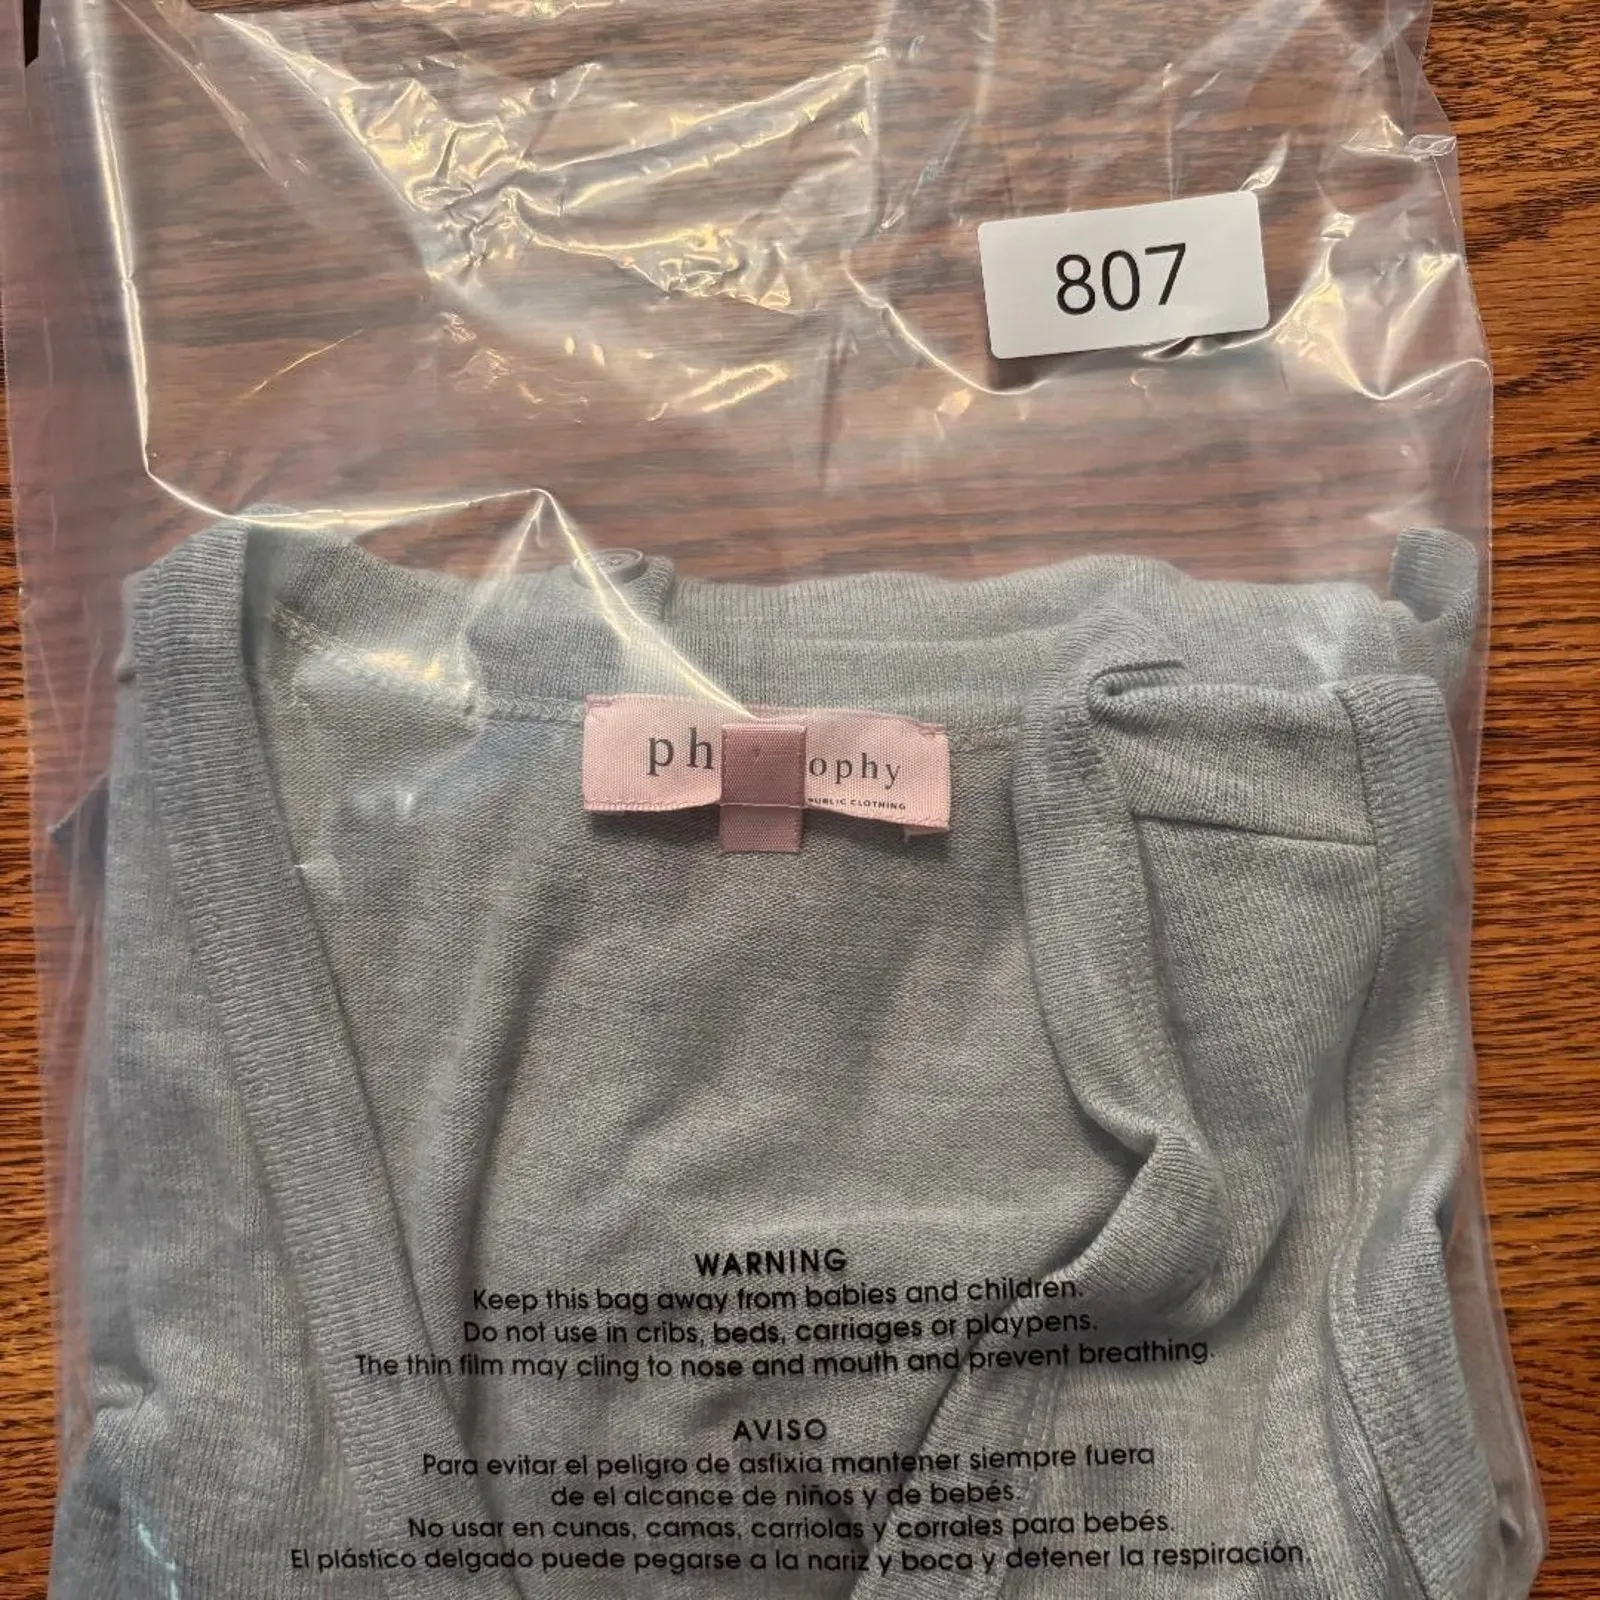 807
ph ophy
PUBLIC CLOTHING
WARNING
Keep this bag away from babies and children.
Do not use in cribs, beds, carriages or playpens.
The thin film may cling to nose and mouth and prevent breathing.
AVISO
Para evitar el peligro de asfixia mantener siempre fuera
de el alcance de niños y de bebés.
No usar en cunas, camas, carriolas y corrales para bebés.
El plástico delgado puede pegarse a la nariz y boca y detener la respiración.